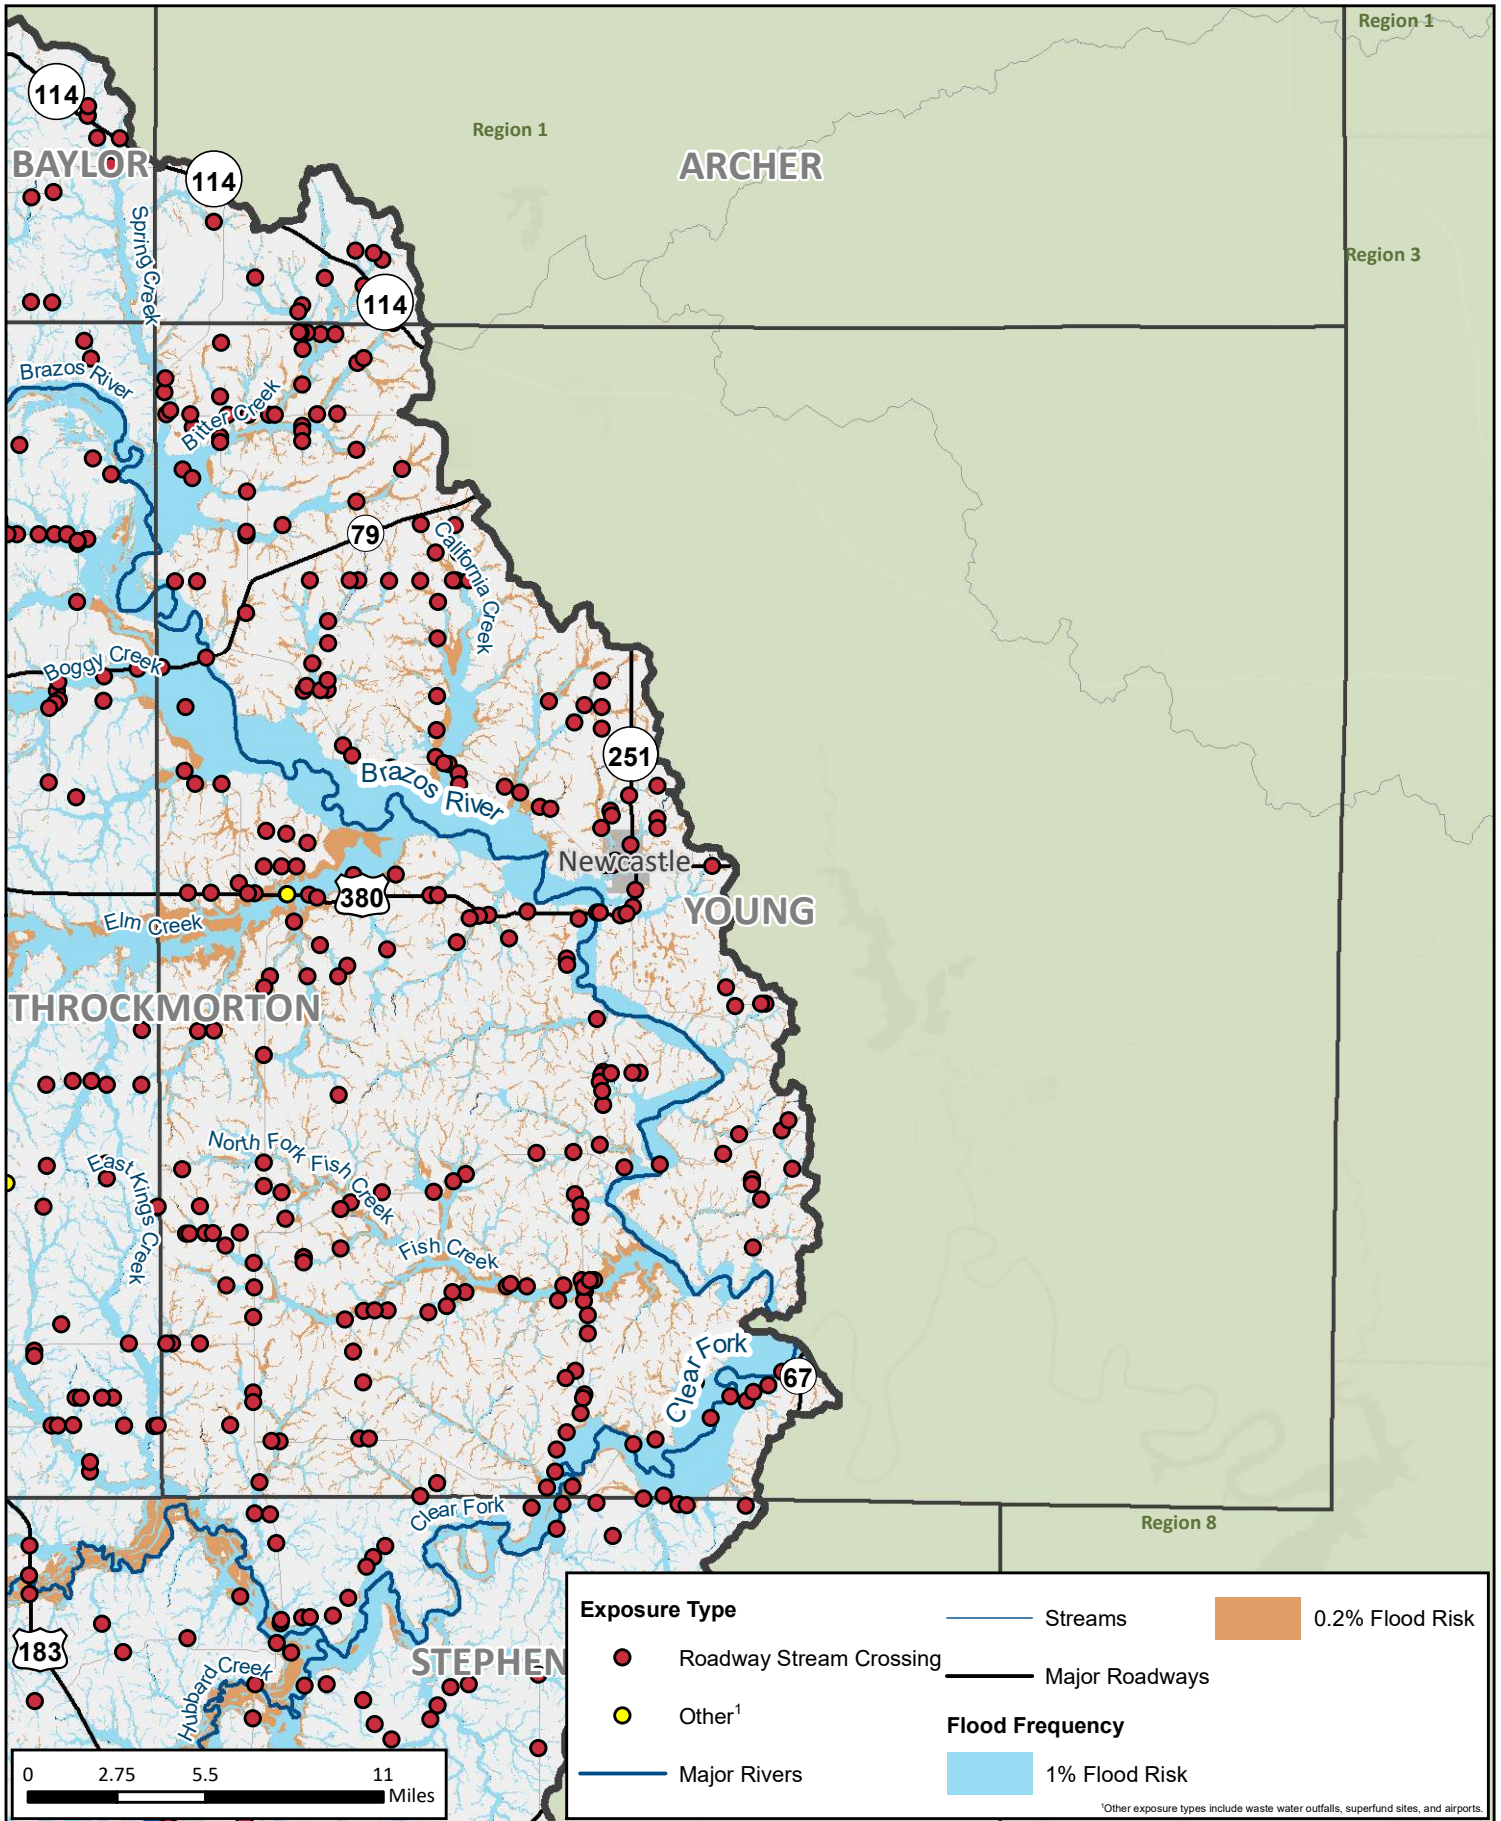 Region 1
114
Region 1
BAYLOR
ARCHER
114
Spring Creek
Region 3
114
Brazos River
Bitter Creek
79
California Creek
Boggy Creek
251
Brazos River
Newcastle
380
YOUNG
Elm Creek
THROCKMORTON
North Fork Fish Creek
East Kings Creek
Fish Creek
Clear Fork
67
Clear Fork
Region 8
183
STEPHEN
Hubbard Creek
Exposure Type
Roadway Stream Crossing
Other¹
Major Rivers
Streams
Major Roadways
Flood Frequency
1% Flood Risk
0.2% Flood Risk
¹Other exposure types include waste water outfalls, superfund sites, and airports.
0 2.75 5.5 11
Miles